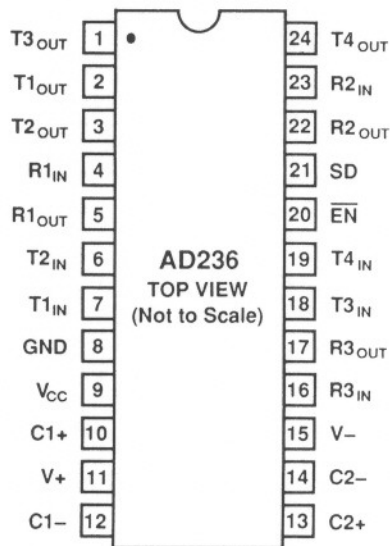 T3OUT 1 24 T4OUT
T1OUT 2 23 R2IN
T2OUT 3 22 R2OUT
R1IN 4 21 SD
R1OUT 5 20 EN
T2IN 6 19 T4IN
AD236
T1IN 7 TOP VIEW 18 T3IN
(Not to Scale)
GND 8 17 R3OUT
VCC 9 16 R3IN
C1+ 10 15 V−
V+ 11 14 C2−
C1− 12 13 C2+